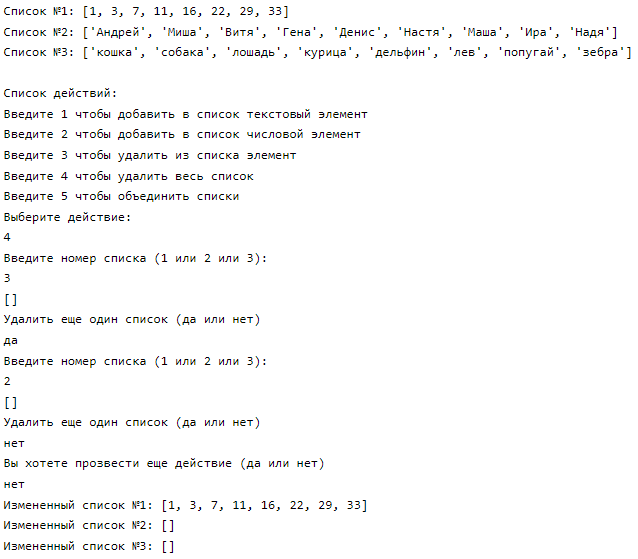 Список №1: [1, 3, 7, 11, 16, 22, 29, 33]
Список №2: ['Андрей', 'Миша', 'Витя', 'Гена', 'Денис', 'Настя', 'Маша', 'Ира', 'Надя']
Список №3: ['кошка', 'собака', 'лошадь', 'курица', 'дельфин', 'лев', 'попугай', 'зебра']
Список действий:
Введите 1 чтобы добавить в список текстовый элемент
Введите 2 чтобы добавить в список числовой элемент
Введите 3 чтобы удалить из списка элемент
Введите 4 чтобы удалить весь список
Введите 5 чтобы объединить списки
Выберите действие:
4
Введите номер списка (1 или 2 или 3):
3
[]
Удалить еще один список (да или нет)
да
Введите номер списка (1 или 2 или 3):
2
[]
Удалить еще один список (да или нет)
нет
Вы хотете прозвести еще действие (да или нет)
нет
Измененный список №1: [1, 3, 7, 11, 16, 22, 29, 33]
Измененный список №2: []
Измененный список №3: []